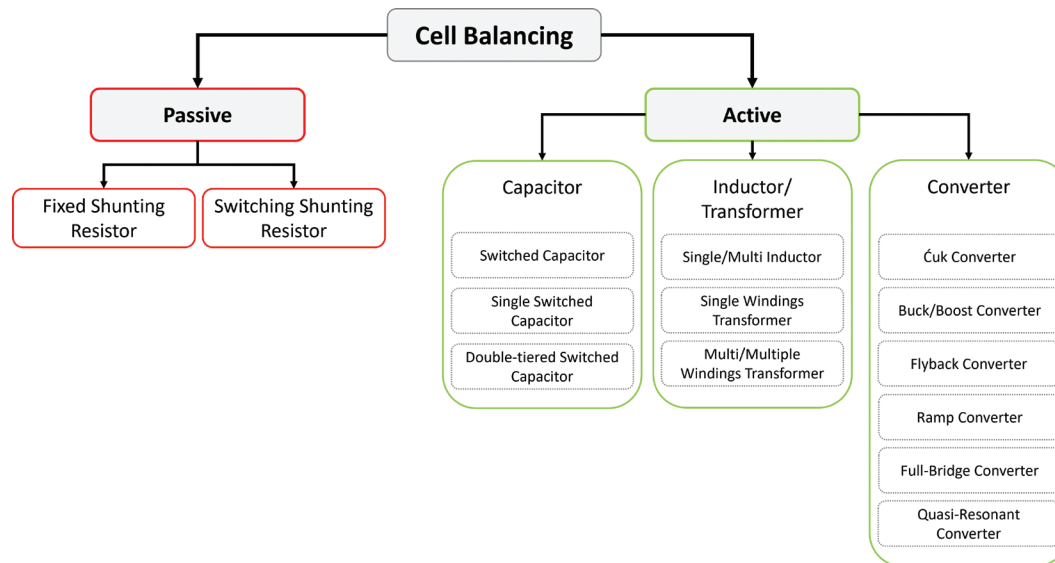 Cell Balancing
Passive
Active
Fixed Shunting
Resistor
Switching Shunting
Resistor
Capacitor
Switched Capacitor
Single Switched
Capacitor
Double-tiered Switched
Capacitor
Inductor/
Transformer
Single/Multi Inductor
Single Windings
Transformer
Multi/Multiple
Windings Transformer
Converter
Ćuk Converter
Buck/Boost Converter
Flyback Converter
Ramp Converter
Full-Bridge Converter
Quasi-Resonant
Converter